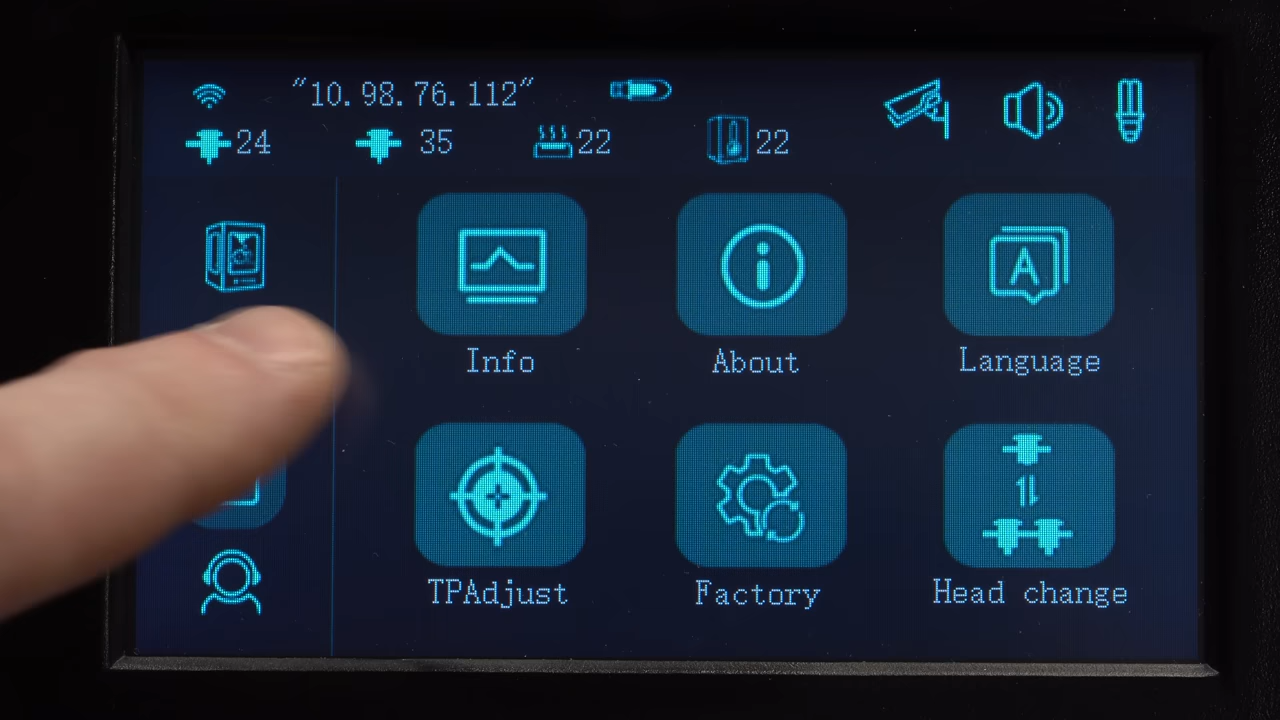 "10.98.76.112"
24 35 22 22
Info About Language
TPAdjust Factory Head change